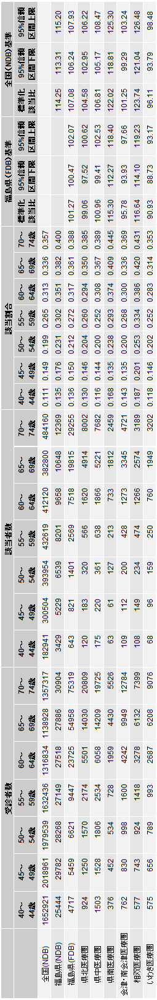 受診者数 該当者数 該当割合 福島県(FDB)基準 全国(NDB)基準
40～ 45～ 50～ 55～ 60～ 65～ 70～ 40～ 45～ 50～ 55～ 60～ 65～ 70～ 40～ 45～ 50～ 55～ 60～ 65～ 70～ 標準化 95%信頼 95%信頼 標準化 95%信頼 95%信頼
44歳 49歳 54歳 59歳 64歳 69歳 74歳 44歳 49歳 54歳 59歳 64歳 69歳 74歳 44歳 49歳 54歳 59歳 64歳 69歳 74歳 該当比 区間下限 区間上限 該当比 区間下限 区間上限
全国(NDB) 1652921 2018961 1979539 1632436 1316834 1138928 1357317 182941 300504 393954 432619 412120 382800 484160 0.111 0.149 0.199 0.265 0.313 0.336 0.357
福島県(NDB) 25444 29782 28268 27149 27518 27886 30904 3429 5229 6539 8201 9658 10648 12369 0.135 0.176 0.231 0.302 0.351 0.382 0.400 114.25 113.31 115.20
福島県(FDB) 4717 5459 6621 9447 23725 54958 75319 643 821 1401 2569 7518 19815 29255 0.136 0.150 0.212 0.272 0.317 0.361 0.388 101.27 100.47 102.07 107.08 106.24 107.93
県北医療圏 924 1250 1570 2174 5501 14030 20809 120 183 320 566 1620 4914 8002 0.130 0.146 0.204 0.260 0.294 0.350 0.385 99.06 97.52 100.62 104.58 102.95 106.22
県中医療圏 1503 1528 1806 2534 6058 14209 19725 175 220 361 638 1866 5221 7682 0.116 0.144 0.200 0.252 0.308 0.367 0.389 100.96 99.41 102.53 106.81 105.17 108.47
県南医療圏 376 452 534 728 1959 4430 5526 63 61 127 213 733 1812 2459 0.168 0.135 0.238 0.293 0.374 0.409 0.445 115.30 112.27 118.40 122.02 118.81 125.30
会津・南会津医療圏 762 830 998 1600 4242 9949 12784 109 112 200 428 1273 3345 4721 0.143 0.135 0.200 0.268 0.300 0.336 0.369 95.78 93.93 97.66 101.25 99.29 103.24
相双医療圏 577 743 924 1418 3278 6132 7399 108 149 234 474 1266 2574 3189 0.187 0.201 0.253 0.334 0.386 0.420 0.431 116.64 114.10 119.23 123.74 121.04 126.48
いわき医療圏 575 656 789 993 2687 6208 9076 68 96 159 250 760 1949 3202 0.118 0.146 0.202 0.252 0.283 0.314 0.353 90.93 88.73 93.17 96.11 93.79 98.48